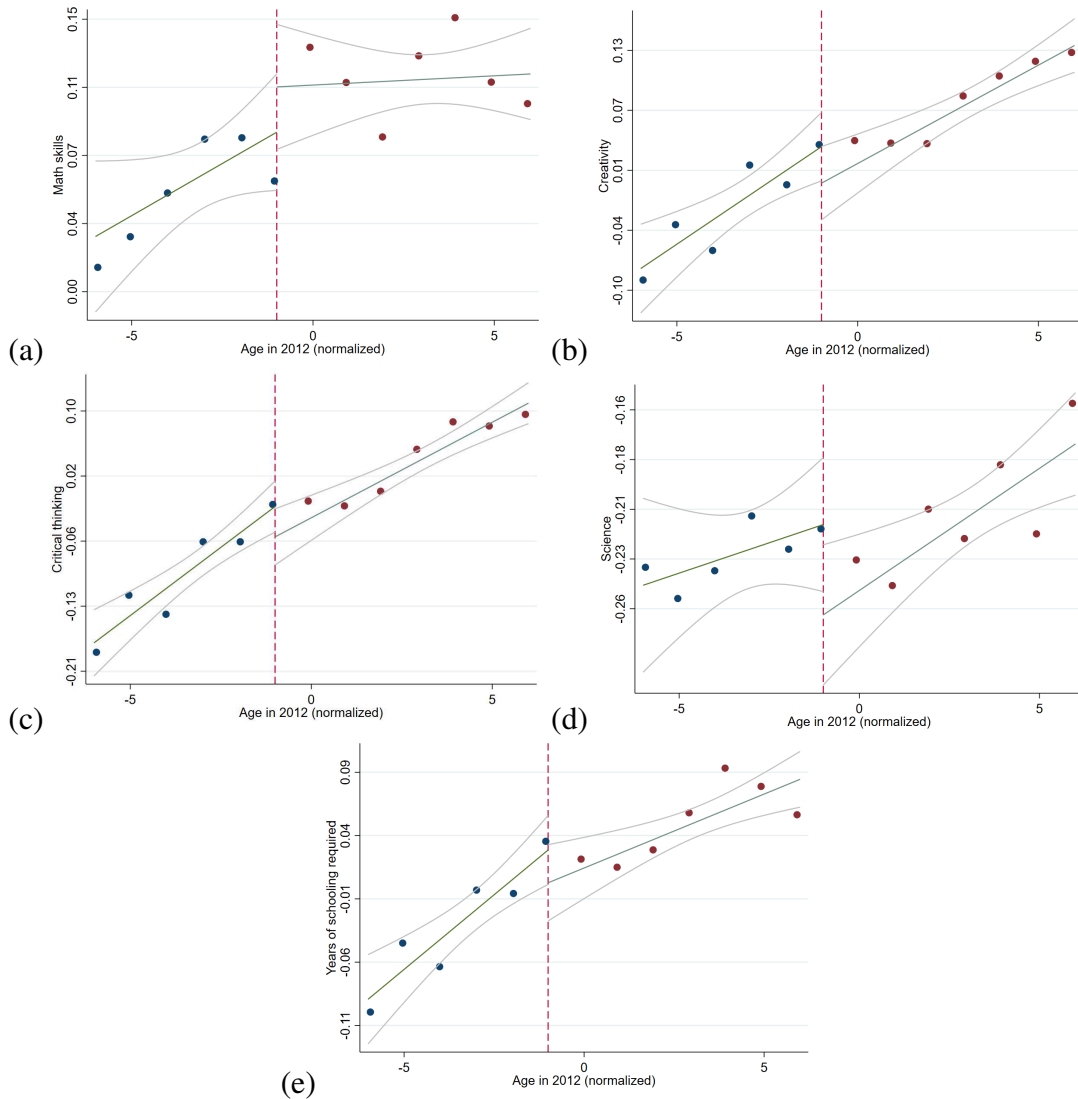 Math skills
0.15
0.11
0.07
0.04
0.00
-5
0
5
Age in 2012 (normalized)
(a)
Creativity
0.13
0.07
0.01
-0.04
-0.10
-5
0
5
Age in 2012 (normalized)
(b)
Critical thinking
0.10
0.02
-0.06
-0.13
-0.21
-5
0
5
Age in 2012 (normalized)
(c)
Science
-0.16
-0.18
-0.21
-0.23
-0.26
-5
0
5
Age in 2012 (normalized)
(d)
Years of schooling required
0.09
0.04
-0.01
-0.06
-0.11
-5
0
5
Age in 2012 (normalized)
(e)